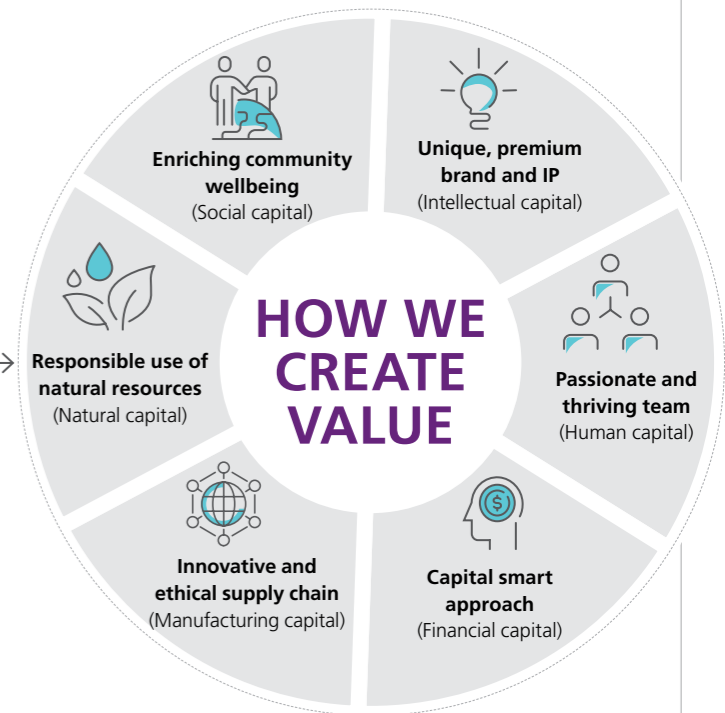 HOW WE
CREATE
VALUE
Unique, premium
brand and IP
(Intellectual capital)
Passionate and
thriving team
(Human capital)
Capital smart
approach
(Financial capital)
Innovative and
ethical supply chain
(Manufacturing capital)
Responsible use of
natural resources
(Natural capital)
Enriching community
wellbeing
(Social capital)
$